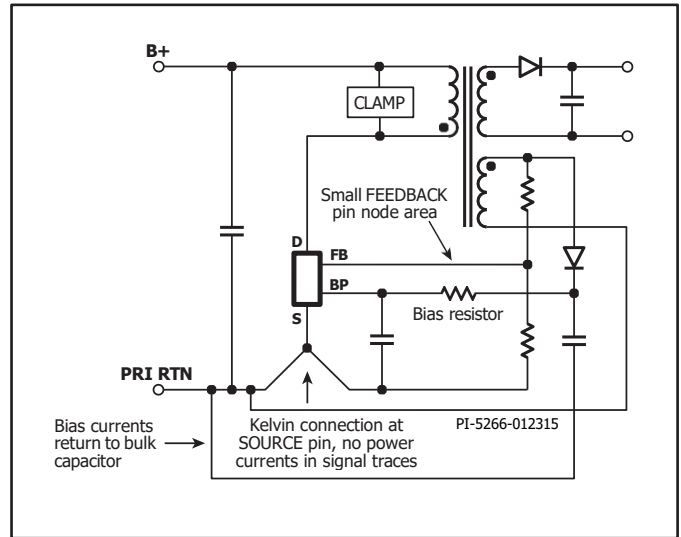 B+
CLAMP
Small FEEDBACK
pin node area
D
FB
BP
S
Bias resistor
PRI RTN
PI-5266-012315
Bias currents
return to bulk
capacitor
Kelvin connection at
SOURCE pin, no power
currents in signal traces